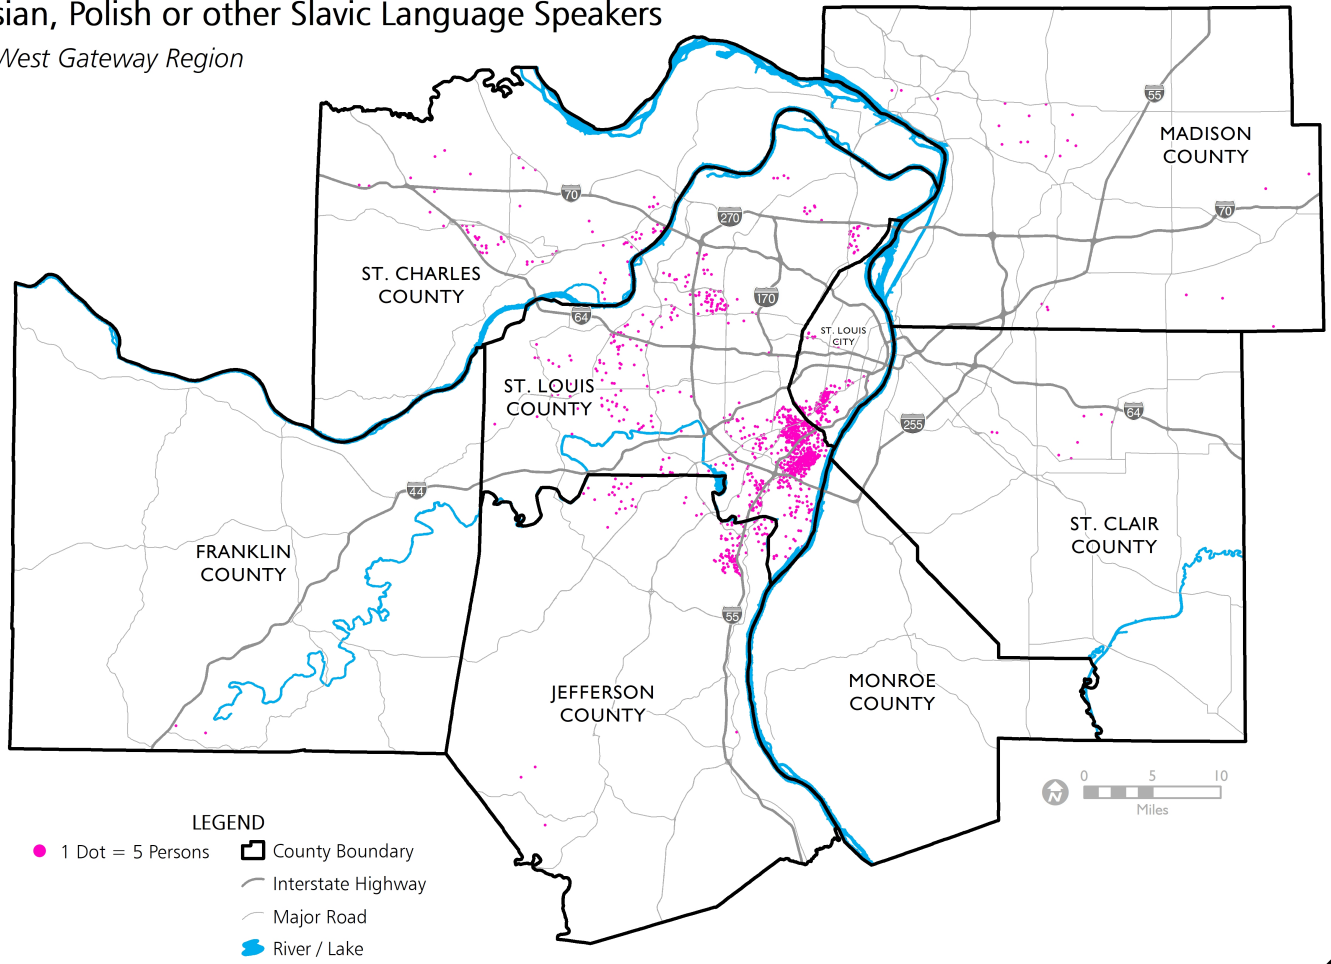 sian, Polish or other Slavic Language Speakers
West Gateway Region
55
MADISON
COUNTY
70
70
270
ST. CHARLES
COUNTY
170
64
ST. LOUIS
CITY
ST. LOUIS
COUNTY
64
255
44
FRANKLIN
COUNTY
ST. CLAIR
COUNTY
55
JEFFERSON
COUNTY
MONROE
COUNTY
0 5 10
Miles
N
LEGEND
1 Dot = 5 Persons
County Boundary
Interstate Highway
Major Road
River / Lake